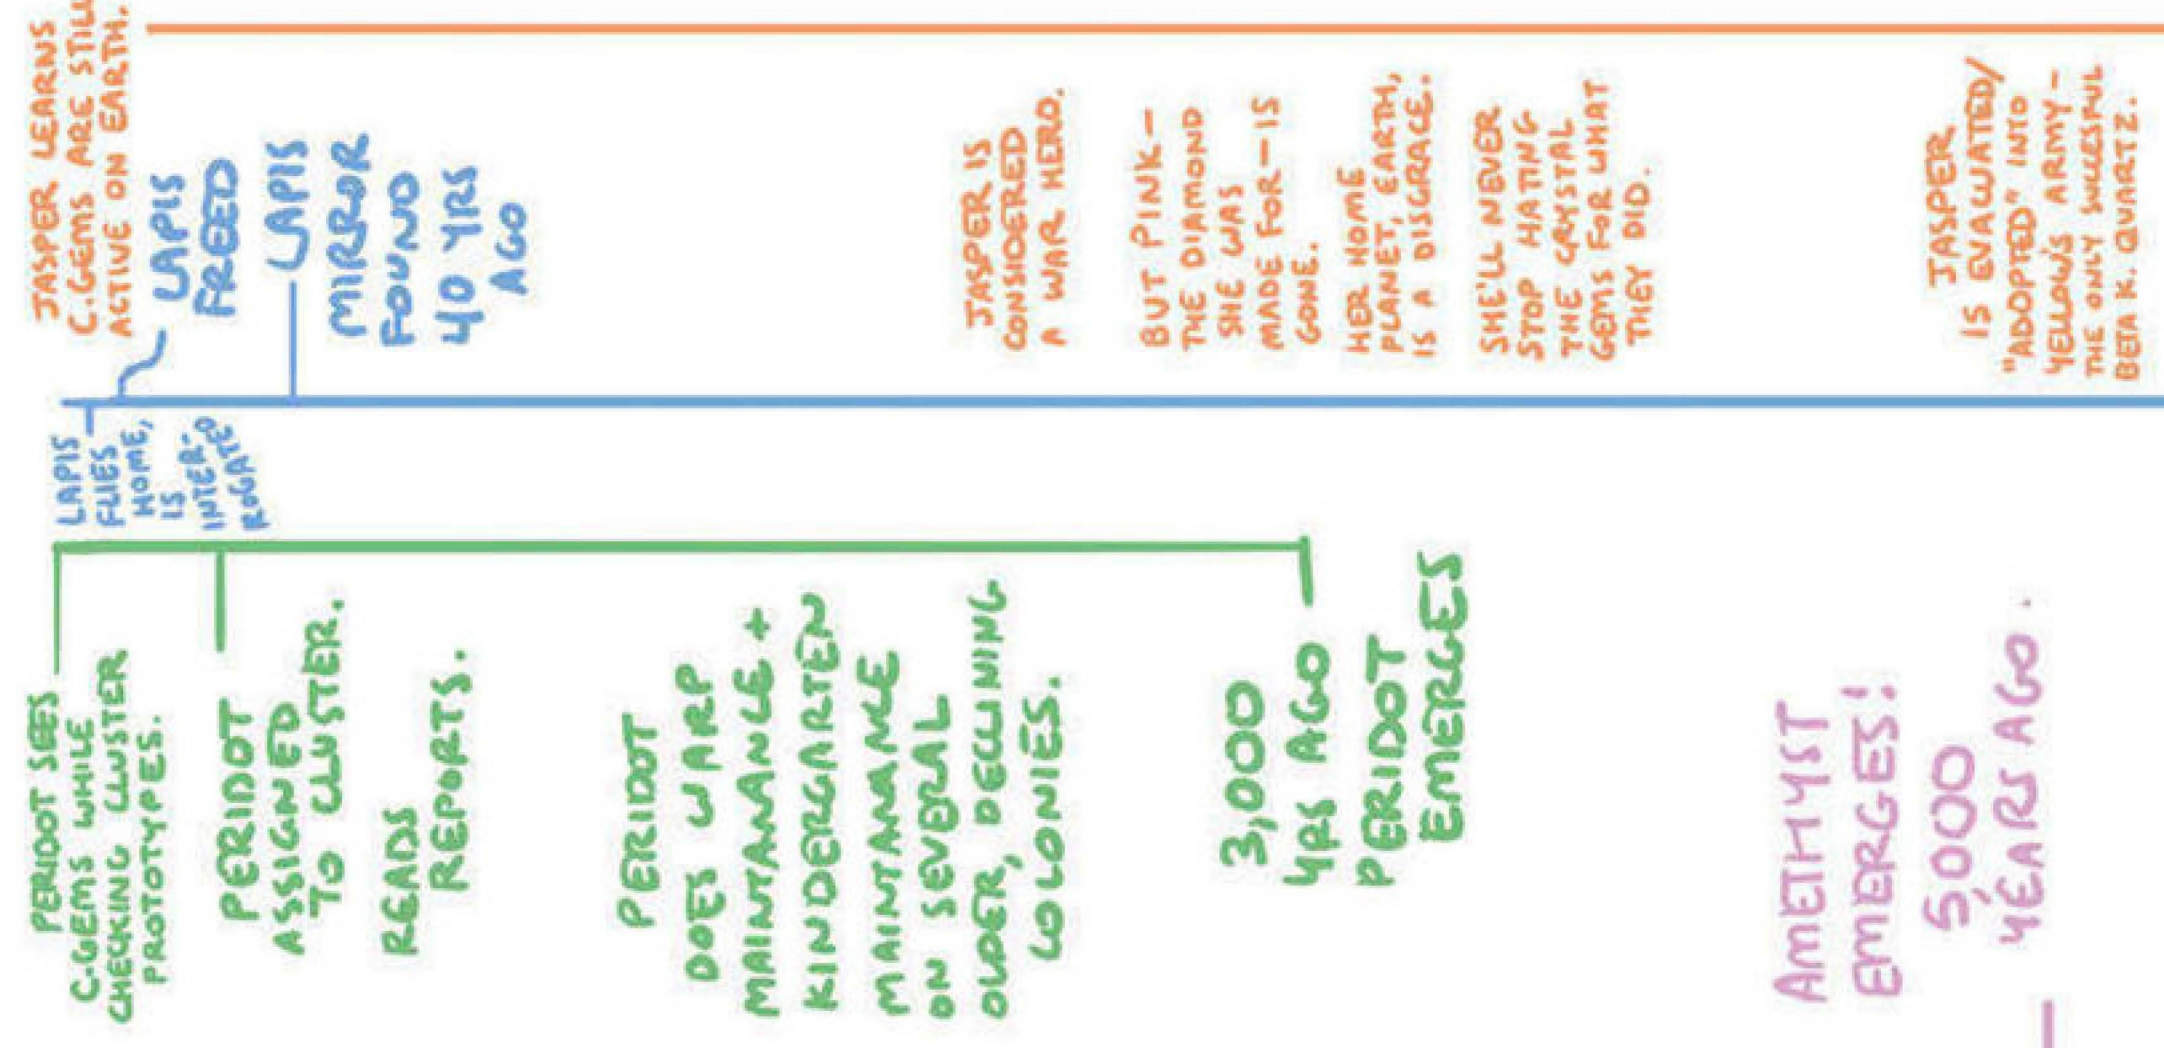 JASPER LEARNS
C.GEMS ARE STILL
ACTIVE ON EARTH.
LAPIS
FREED
LAPIS
MIRROR
FOUND
40 YRS
AGO
JASPER IS
CONSIDERED
A WAR HERO.
BUT PINK—
THE DIAMOND
SHE WAS
MADE FOR—IS
GONE.
HER HOME
PLANET, EARTH,
IS A DISGRACE.
SHE'LL NEVER
STOP HATING
THE CRYSTAL
GEMS FOR WHAT
THEY DID.
JASPER
IS EVALUATED/
"ADOPTED" INTO
YELLOW'S ARMY—
THE ONLY SUCCESFUL
BETA K. QUARTZ.
LAPIS
FLIES
HOME,
IS
INTER-
ROGATED
PERIDOT SEES
C.GEMS WHILE
CHECKING CLUSTER
PROTOTYPES.
PERIDOT
ASSIGNED
TO CLUSTER.
READS
REPORTS.
PERIDOT
DOES WARP
MAINTANANCE +
KINDERGARTEN
MAINTANANCE
ON SEVERAL
OLDER, DECLINING
COLONIES.
3,000
YRS AGO
PERIDOT
EMERGES
AMETHYST
EMERGES!
5,000
YEARS AGO.